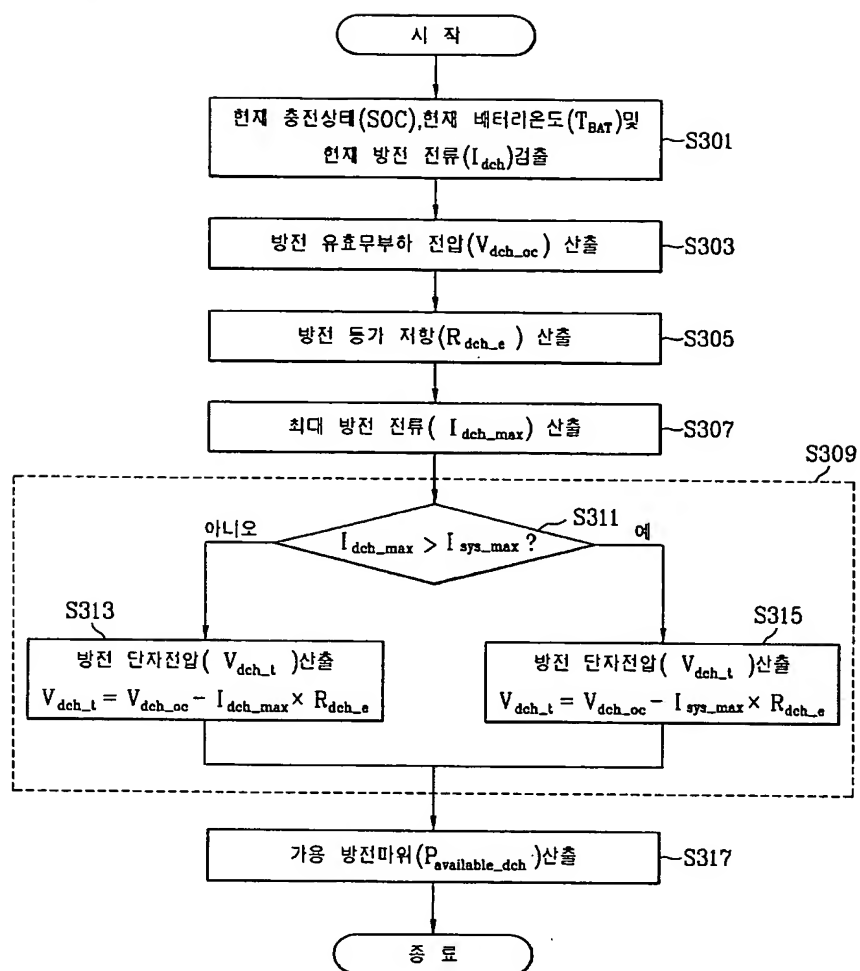 시 작
현재 충전상태(SOC),현재 배터리온도(T_BAT)및
현재 방전 전류(I_dch)검출
S301
방전 유효무부하 전압(V_dch_oc) 산출
S303
방전 등가 저항(R_dch_e) 산출
S305
최대 방전 전류( I_dch_max) 산출
S307
S309
S311
아니오
I_dch_max > I_sys_max ?
예
S313
방전 단자전압( V_dch_t )산출
V_dch_t = V_dch_oc - I_dch_max × R_dch_e
S315
방전 단자전압( V_dch_t )산출
V_dch_t = V_dch_oc - I_sys_max × R_dch_e
가용 방전파워(P_available_dch)산출
S317
종 료